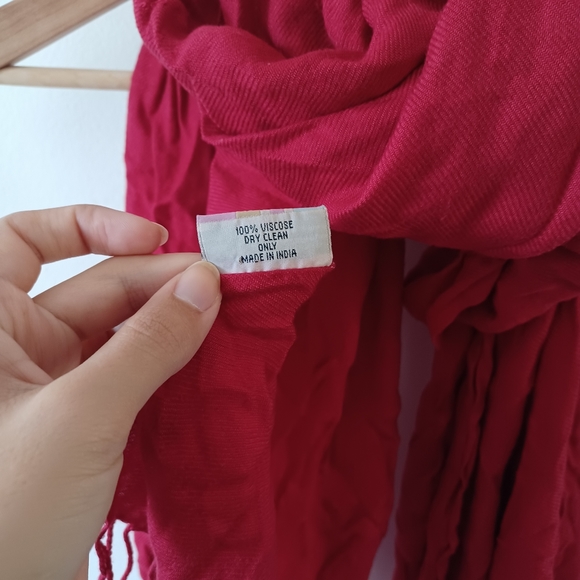 100% VISCOSE
DRY CLEAN
ONLY
MADE IN INDIA